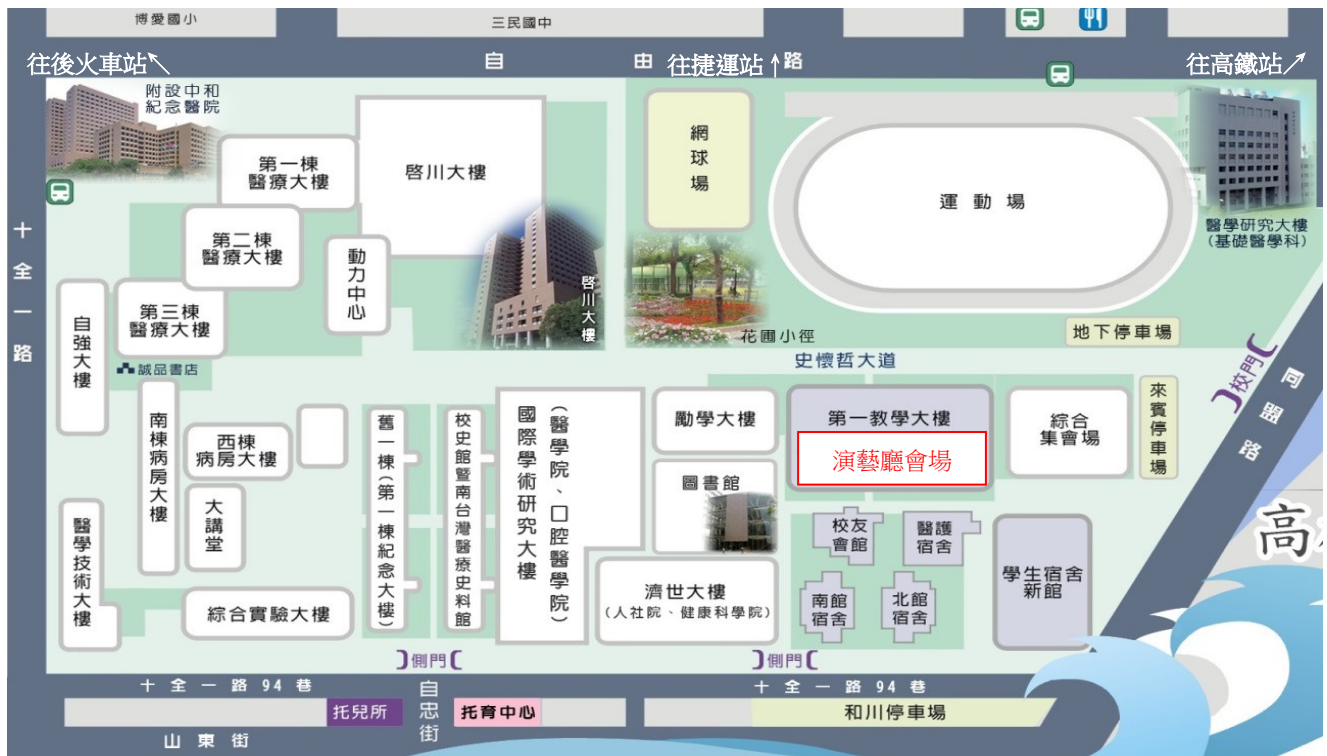 博愛國小
三民國中
往後火車站↖
自由路
往捷運站↑
往高鐵站↗
附設中和
紀念醫院
第一棟
醫療大樓
啓川大樓
網球場
運動場
醫學研究大樓
(基礎醫學科)
十全一路
第二棟
醫療大樓
動力中心
啓川大樓
自強大樓
第三棟
醫療大樓
花圃小徑
地下停車場
誠品書店
史懷哲大道
校門
同盟路
南棟病房大樓
西棟
病房大樓
舊一棟(第一棟紀念大樓)
校史館暨南台灣醫療史料館
國際學術研究大樓
(醫學院、口腔醫學院)
勵學大樓
第一教學大樓
演藝廳會場
綜合
集會場
來賓停車場
圖書館
大講堂
醫學技術大樓
校友
會館
醫護
宿舍
學生宿舍
新館
高
綜合實驗大樓
濟世大樓
(人社院、健康科學院)
南館
宿舍
北館
宿舍
側門
側門
十全一路94巷
自忠街
十全一路94巷
托兒所
托育中心
和川停車場
山東街